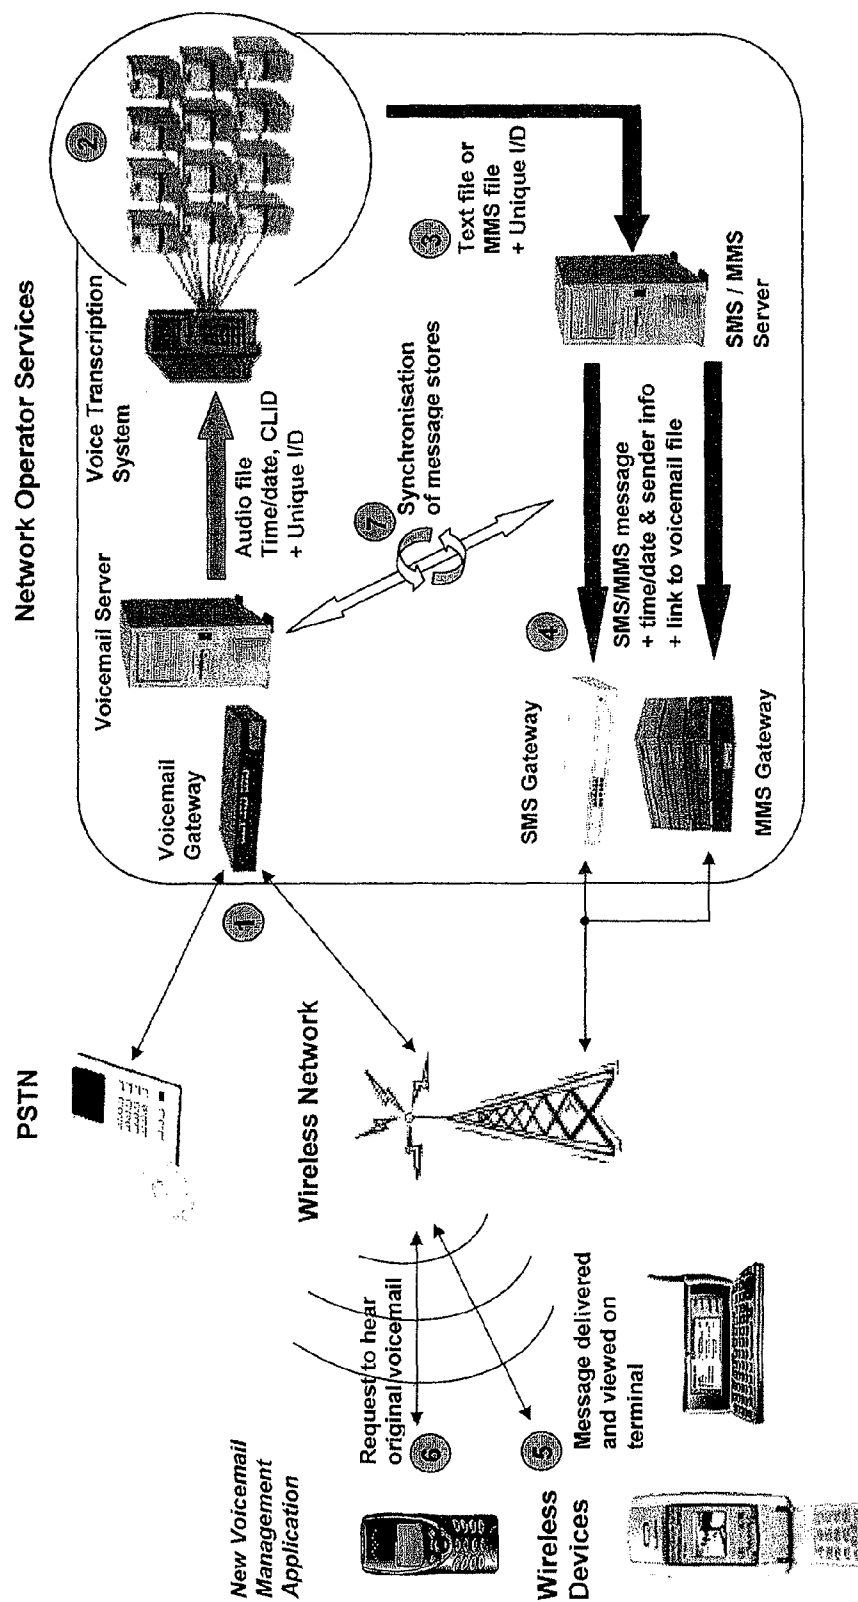 Network Operator Services
PSTN
Wireless Network
New Voicemail
Management
Application
Wireless
Devices
Voicemail
Gateway
Voicemail Server
Voice Transcription
System
1
2
Audio file
Time/date, CLID
+ Unique I/D
3
Text file or
MMS file
+ Unique I/D
7
Synchronisation
of message stores
SMS / MMS
Server
4
SMS/MMS message
+ time/date & sender info
+ link to voicemail file
SMS Gateway
MMS Gateway
Request to hear
original voicemail
6
5
Message delivered
and viewed on
terminal